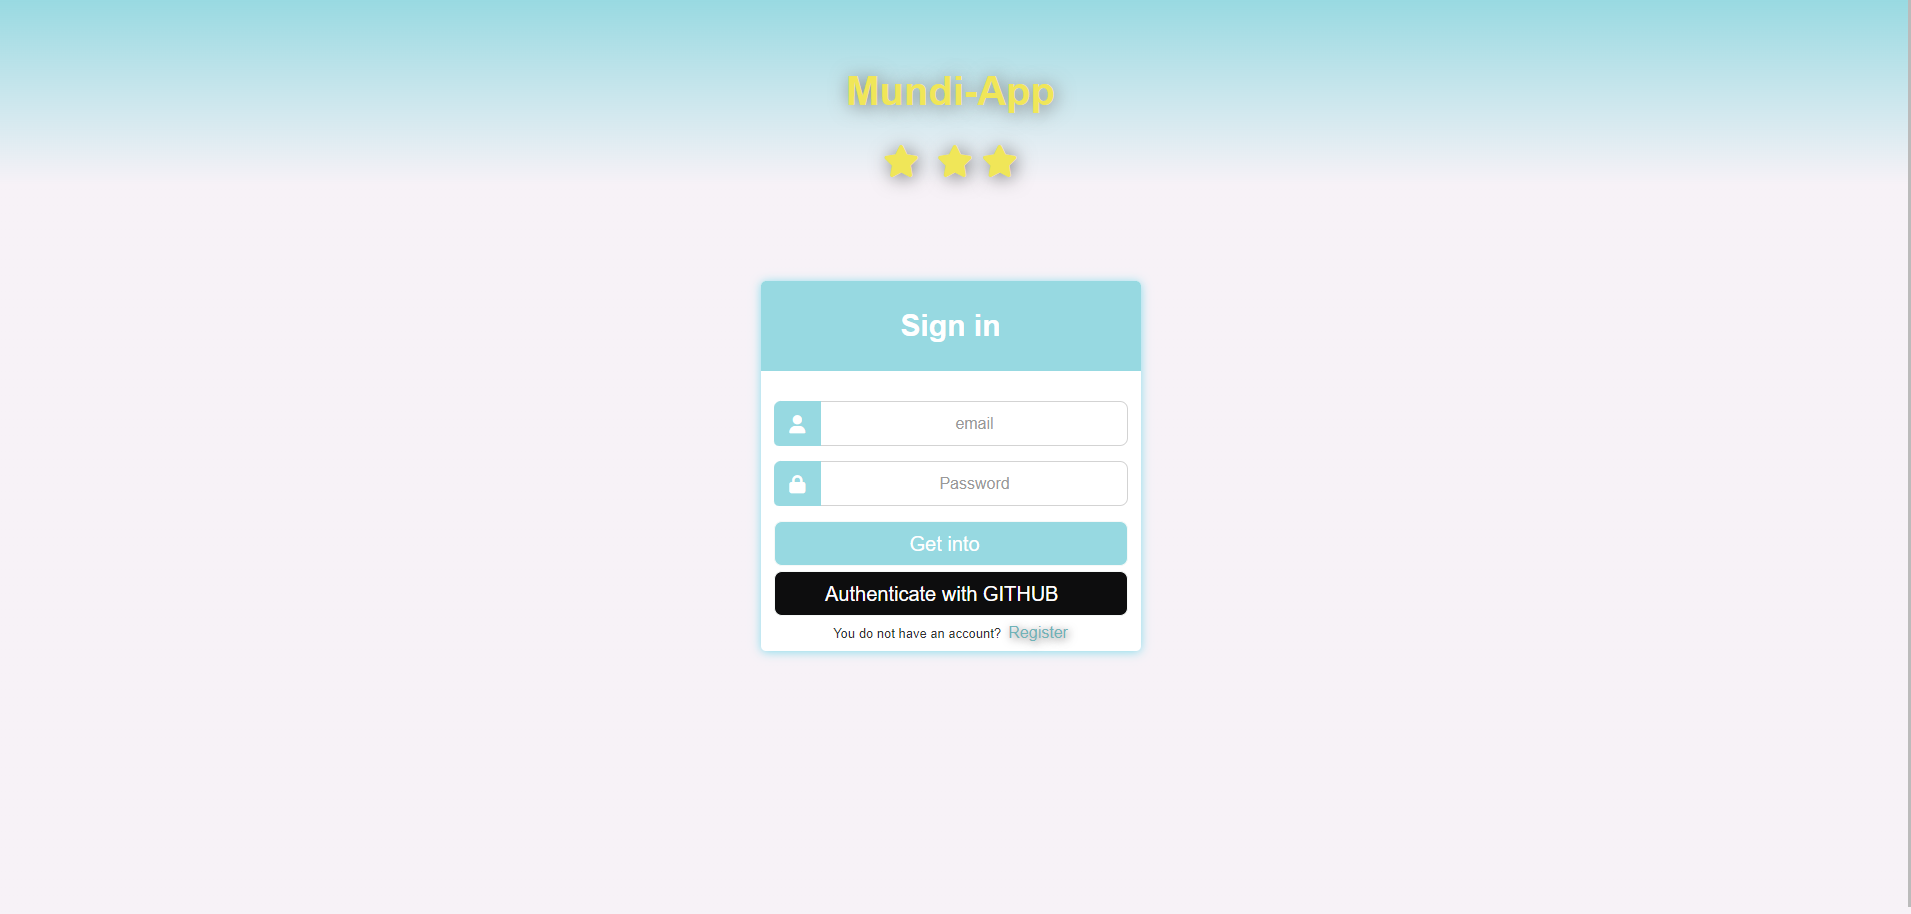 Mundi-App
Sign in
email
Password
Get into
Authenticate with GITHUB
You do not have an account? Register